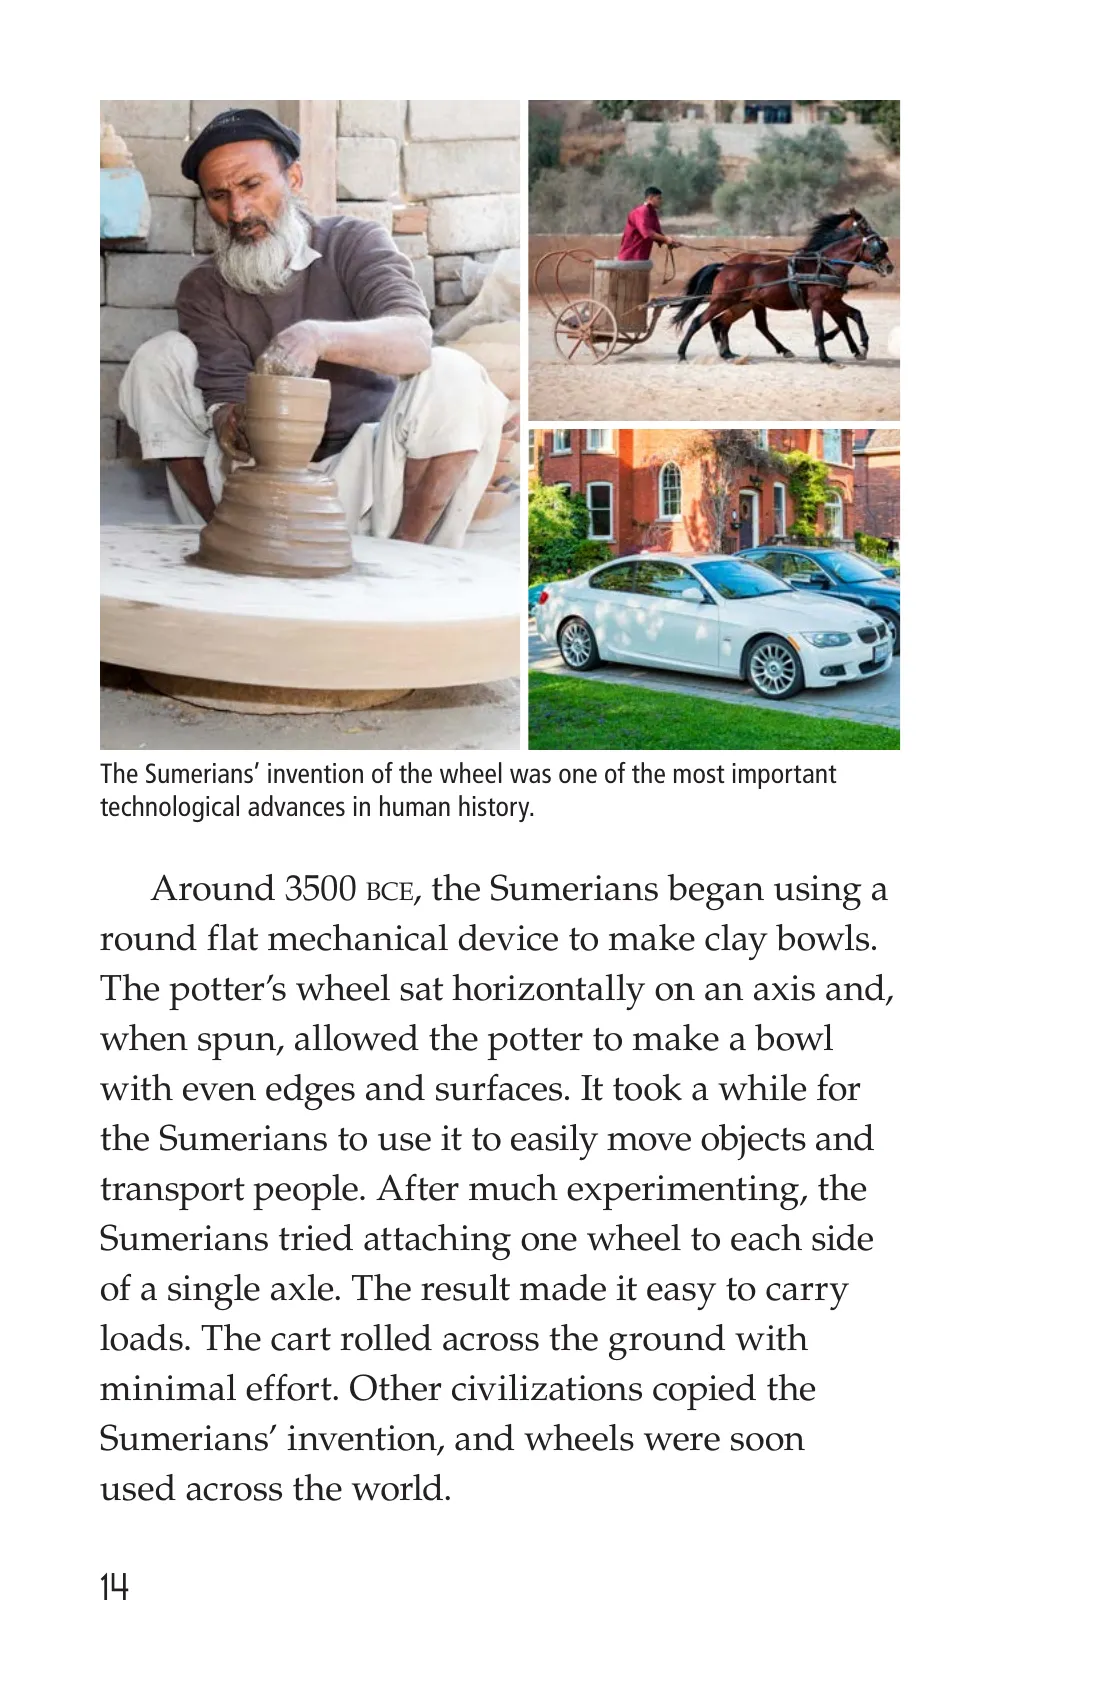 The Sumerians’ invention of the wheel was one of the most important
technological advances in human history.
Around 3500 BCE, the Sumerians began using a
round flat mechanical device to make clay bowls.
The potter’s wheel sat horizontally on an axis and,
when spun, allowed the potter to make a bowl
with even edges and surfaces. It took a while for
the Sumerians to use it to easily move objects and
transport people. After much experimenting, the
Sumerians tried attaching one wheel to each side
of a single axle. The result made it easy to carry
loads. The cart rolled across the ground with
minimal effort. Other civilizations copied the
Sumerians’ invention, and wheels were soon
used across the world.
14